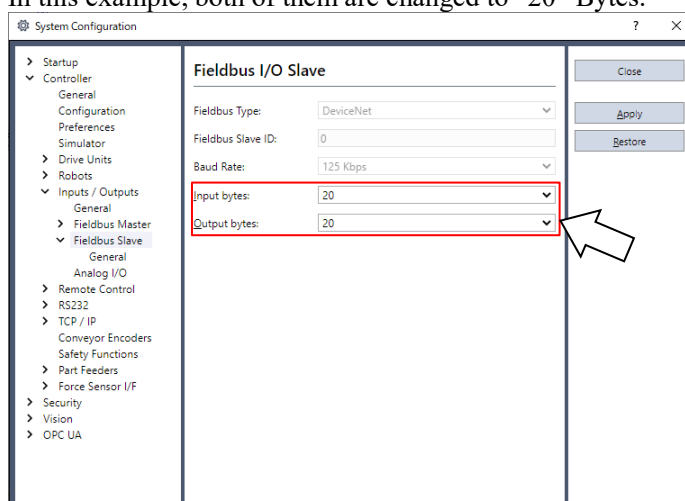 In this example, both of them are changed to "20" Bytes.
System Configuration
? ×
Startup
Controller
General
Configuration
Preferences
Simulator
Drive Units
Robots
Inputs / Outputs
General
Fieldbus Master
Fieldbus Slave
General
Analog I/O
Remote Control
RS232
TCP / IP
Conveyor Encoders
Safety Functions
Part Feeders
Force Sensor I/F
Security
Vision
OPC UA
Fieldbus I/O Slave
Fieldbus Type: DeviceNet
Fieldbus Slave ID: 0
Baud Rate: 125 Kbps
Input bytes: 20
Output bytes: 20
Close
Apply
Restore